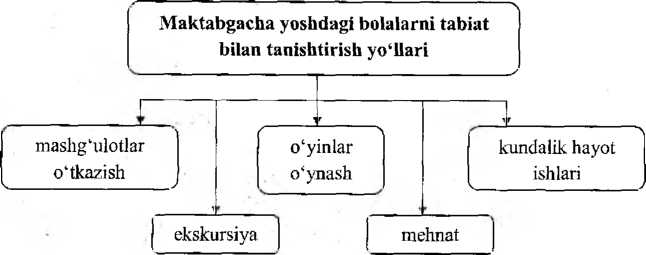 Maktabgacha yoshdagi bolalarni tabiat
bilan tanishtirish yo‘llari
mashg‘ulotlar
o‘tkazish
o‘yinlar
o‘ynash
kundalik hayot
ishlari
ekskursiya
mehnat